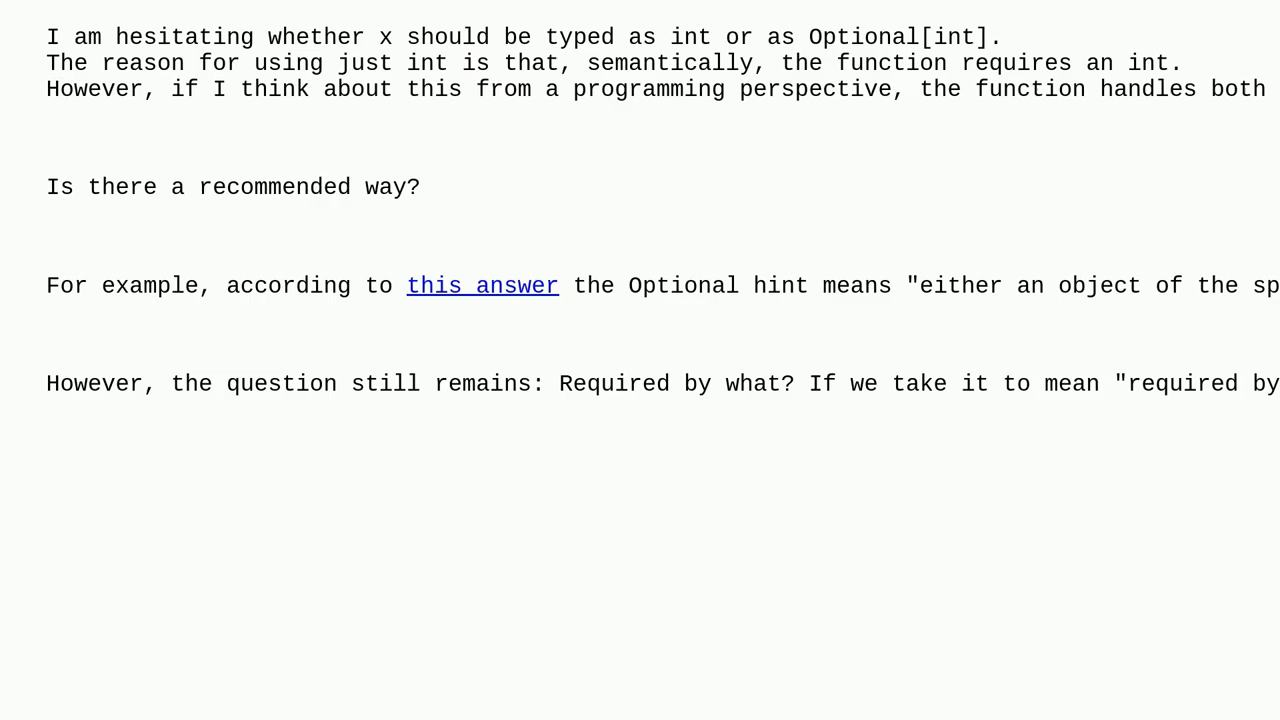 I am hesitating whether x should be typed as int or as Optional[int].
The reason for using just int is that, semantically, the function requires an int.
However, if I think about this from a programming perspective, the function handles both
Is there a recommended way?
For example, according to this answer the Optional hint means "either an object of the sp
However, the question still remains: Required by what? If we take it to mean "required by